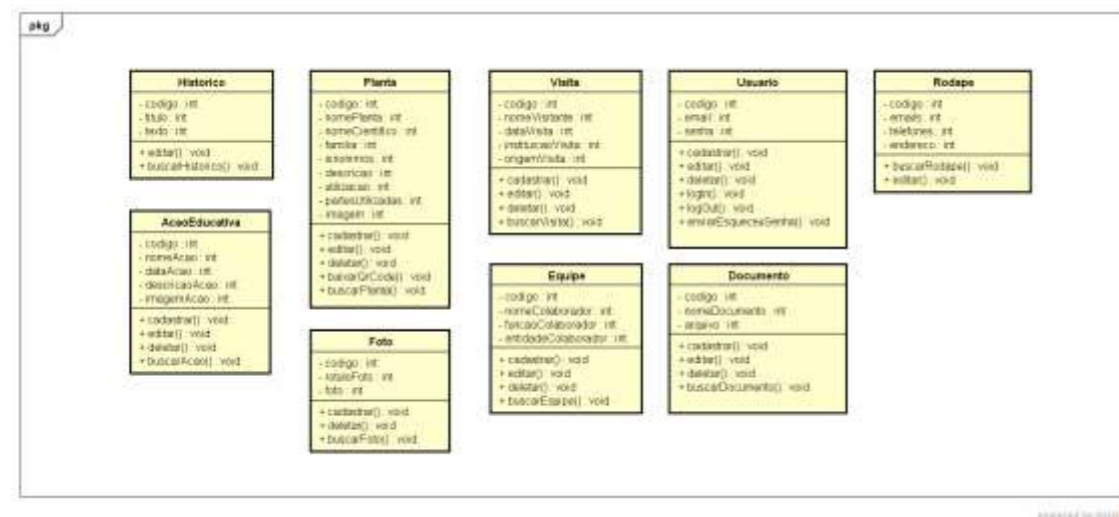 pkg
Historico
- codigo : int
- titulo : int
- texto : int
+ editar() : void
+ buscarHistorico() : void
Planta
- codigo : int
- nomePlanta : int
- nomeCientifico : int
- familia : int
- sinonimos : int
- descricao : int
- utilizacao : int
- partesUtilizadas : int
- imagem : int
+ cadastrar() : void
+ editar() : void
+ deletar() : void
+ baixarQrCode() : void
+ buscarPlanta() : void
Visita
- codigo : int
- nomeVisitante : int
- dataVisita : int
- instituicaoVisita : int
- origemVisita : int
+ cadastrar() : void
+ editar() : void
+ deletar() : void
+ buscarVisita() : void
Usuario
- codigo : int
- email : int
- senha : int
+ cadastrar() : void
+ editar() : void
+ deletar() : void
+ login() : void
+ logOut() : void
+ enviarEsqueceuSenha() : void
Rodape
- codigo : int
- emails : int
- telefones : int
- endereco : int
+ buscarRodape() : void
+ editar() : void
AcaoEducativa
- codigo : int
- nomeAcao : int
- dataAcao : int
- descricaoAcao : int
- imagemAcao : int
+ cadastrar() : void
+ editar() : void
+ deletar() : void
+ buscarAcao() : void
Foto
- codigo : int
- rotuloFoto : int
- foto : int
+ cadastrar() : void
+ deletar() : void
+ buscarFoto() : void
Equipe
- codigo : int
- nomeColaborador : int
- funcaoColaborador : int
- entidadeColaborador : int
+ cadastrar() : void
+ editar() : void
+ deletar() : void
+ buscarEquipe() : void
Documento
- codigo : int
- nomeDocumento : int
- arquivo : int
+ cadastrar() : void
+ editar() : void
+ deletar() : void
+ buscarDocumento() : void
powered by